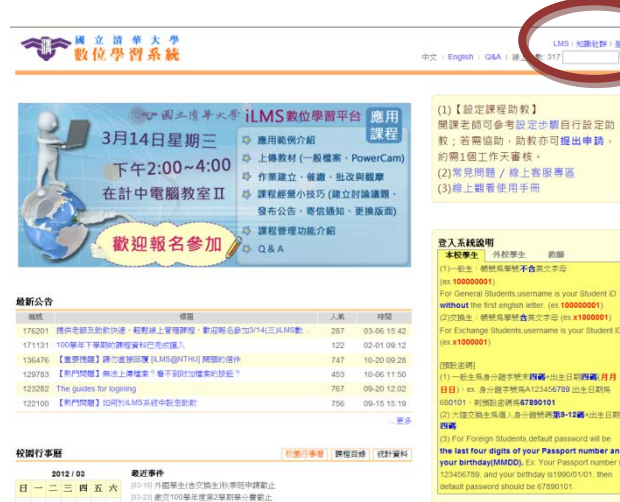 國立清華大學
數位學習系統
LMS | 知識社群 |
中文 | English | Q&A | 線上 數: 317
國立清華大學 iLMS數位學習平台 應用課程
3月14日星期三
下午2:00~4:00
在計中電腦教室II
歡迎報名參加
應用範例介紹
上傳教材 (一般檔案、PowerCam)
作業建立、催繳、批改與觀摩
課程經營小技巧 (建立討論議題、
發布公告、寄信通知、更換版面)
課程管理功能介紹
Q & A
(1)【設定課程助教】
開課老師可參考設定步驟自行設定助
教；若需協助，助教亦可提出申請，
約需1個工作天審核。
(2)常見問題 / 線上客服專區
(3)線上觀看使用手冊
登入系統說明
本校學生 外校學生 教師
(1)一般生：帳號為學號不含英文字母
(ex.100000001)
For General Students,username is your Student ID
without the first english letter. (ex.100000001)
(2)交換生：帳號為學號含英文字母 (ex.x1000001)
For Exchange Students,username is your Student ID
(ex.x1000001)
[預設密碼]
(1) 一般生為身分證字號末四碼+出生日期四碼(月月
日日)，ex. 身分證字號為A123456789 出生日期為
680101，則預設密碼為67890101
(2) 大陸交換生為個人身分證號碼第9-12碼+出生日期
四碼
(3) For Foreign Students,default password will be
the last four digits of your Passport number an
your birthday(MMDD), Ex. Your Passport number i
123456789, and your birthday is1990/01/01, then
default password should be 67890101
最新公告
編號 標題 人氣 時間
176201 提供老師及助教快速、輕鬆線上管理課程，歡迎報名參加3/14(三)iLMS數... 287 03-06 15:42
171131 100學年下學期的課程資料已完成匯入 122 02-01 09:12
136476 【重要提醒】請勿直接回覆 [iLMS@NTHU] 開頭的信件 747 10-20 09:28
129783 【熱門問題】無法上傳檔案？看不到附加檔案的按鈕？ 453 10-06 11:50
123282 The guides for logining 767 09-20 12:02
122100 【熱門問題】如何於iLMS系統中設定助教 756 09-15 15:19
...更多
校園行事曆 校園行事曆 | 課程目錄 | 統計資料
2012 / 03
日 一 二 三 四 五 六
最近事件
[03-15] 外國學生(含交換生)秋季班申請截止
[03-23] 繳交100學年度第2學期學分費截止